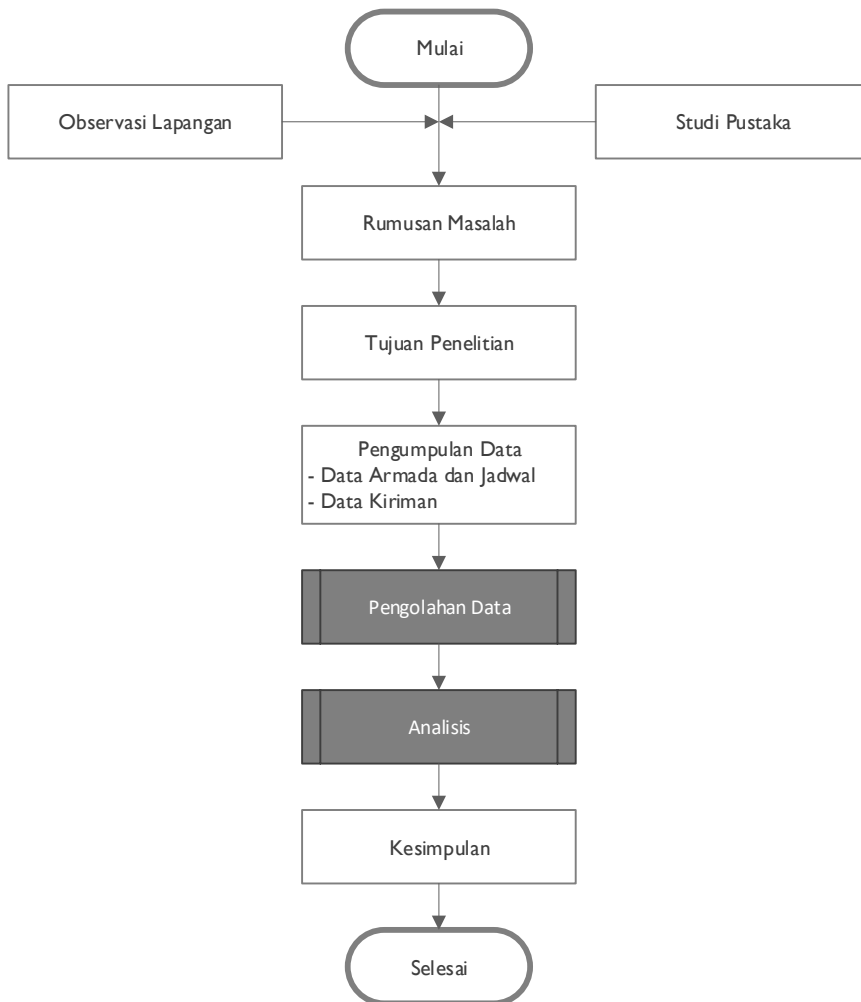 Mulai
Observasi Lapangan
Studi Pustaka
Rumusan Masalah
Tujuan Penelitian
Pengumpulan Data
- Data Armada dan Jadwal
- Data Kiriman
Pengolahan Data
Analisis
Kesimpulan
Selesai